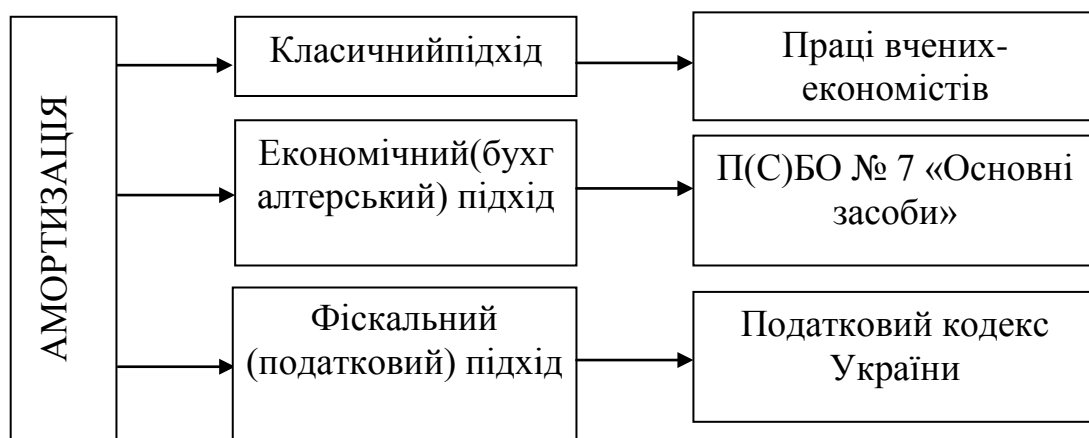 АМОРТИЗАЦІЯ
Класичнийпідхід
Праці вчених-
економістів
Економічний(бухг
алтерський) підхід
П(С)БО № 7 «Основні
засоби»
Фіскальний
(податковий) підхід
Податковий кодекс
України